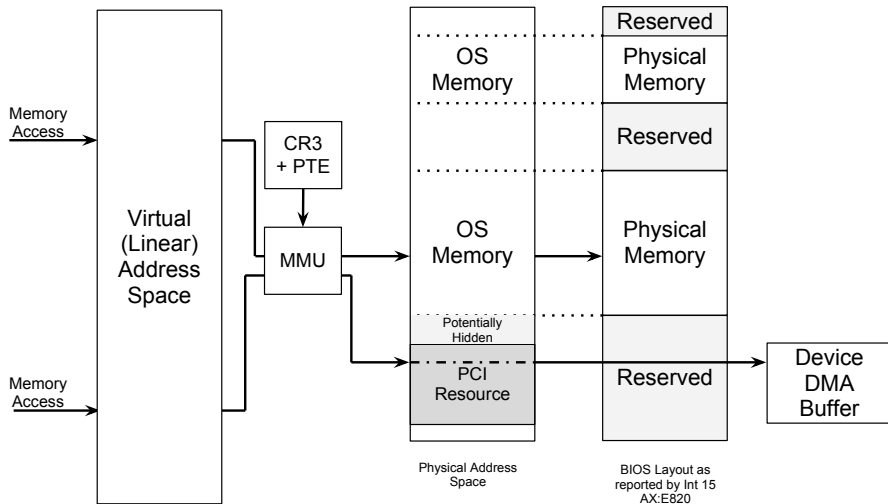 Memory
Access
Memory
Access
Virtual
(Linear)
Address
Space
CR3
+ PTE
MMU
OS
Memory
OS
Memory
Potentially
Hidden
PCI
Resource
Physical Address
Space
Reserved
Physical
Memory
Reserved
Physical
Memory
Reserved
BIOS Layout as
reported by Int 15
AX:E820
Device
DMA
Buffer